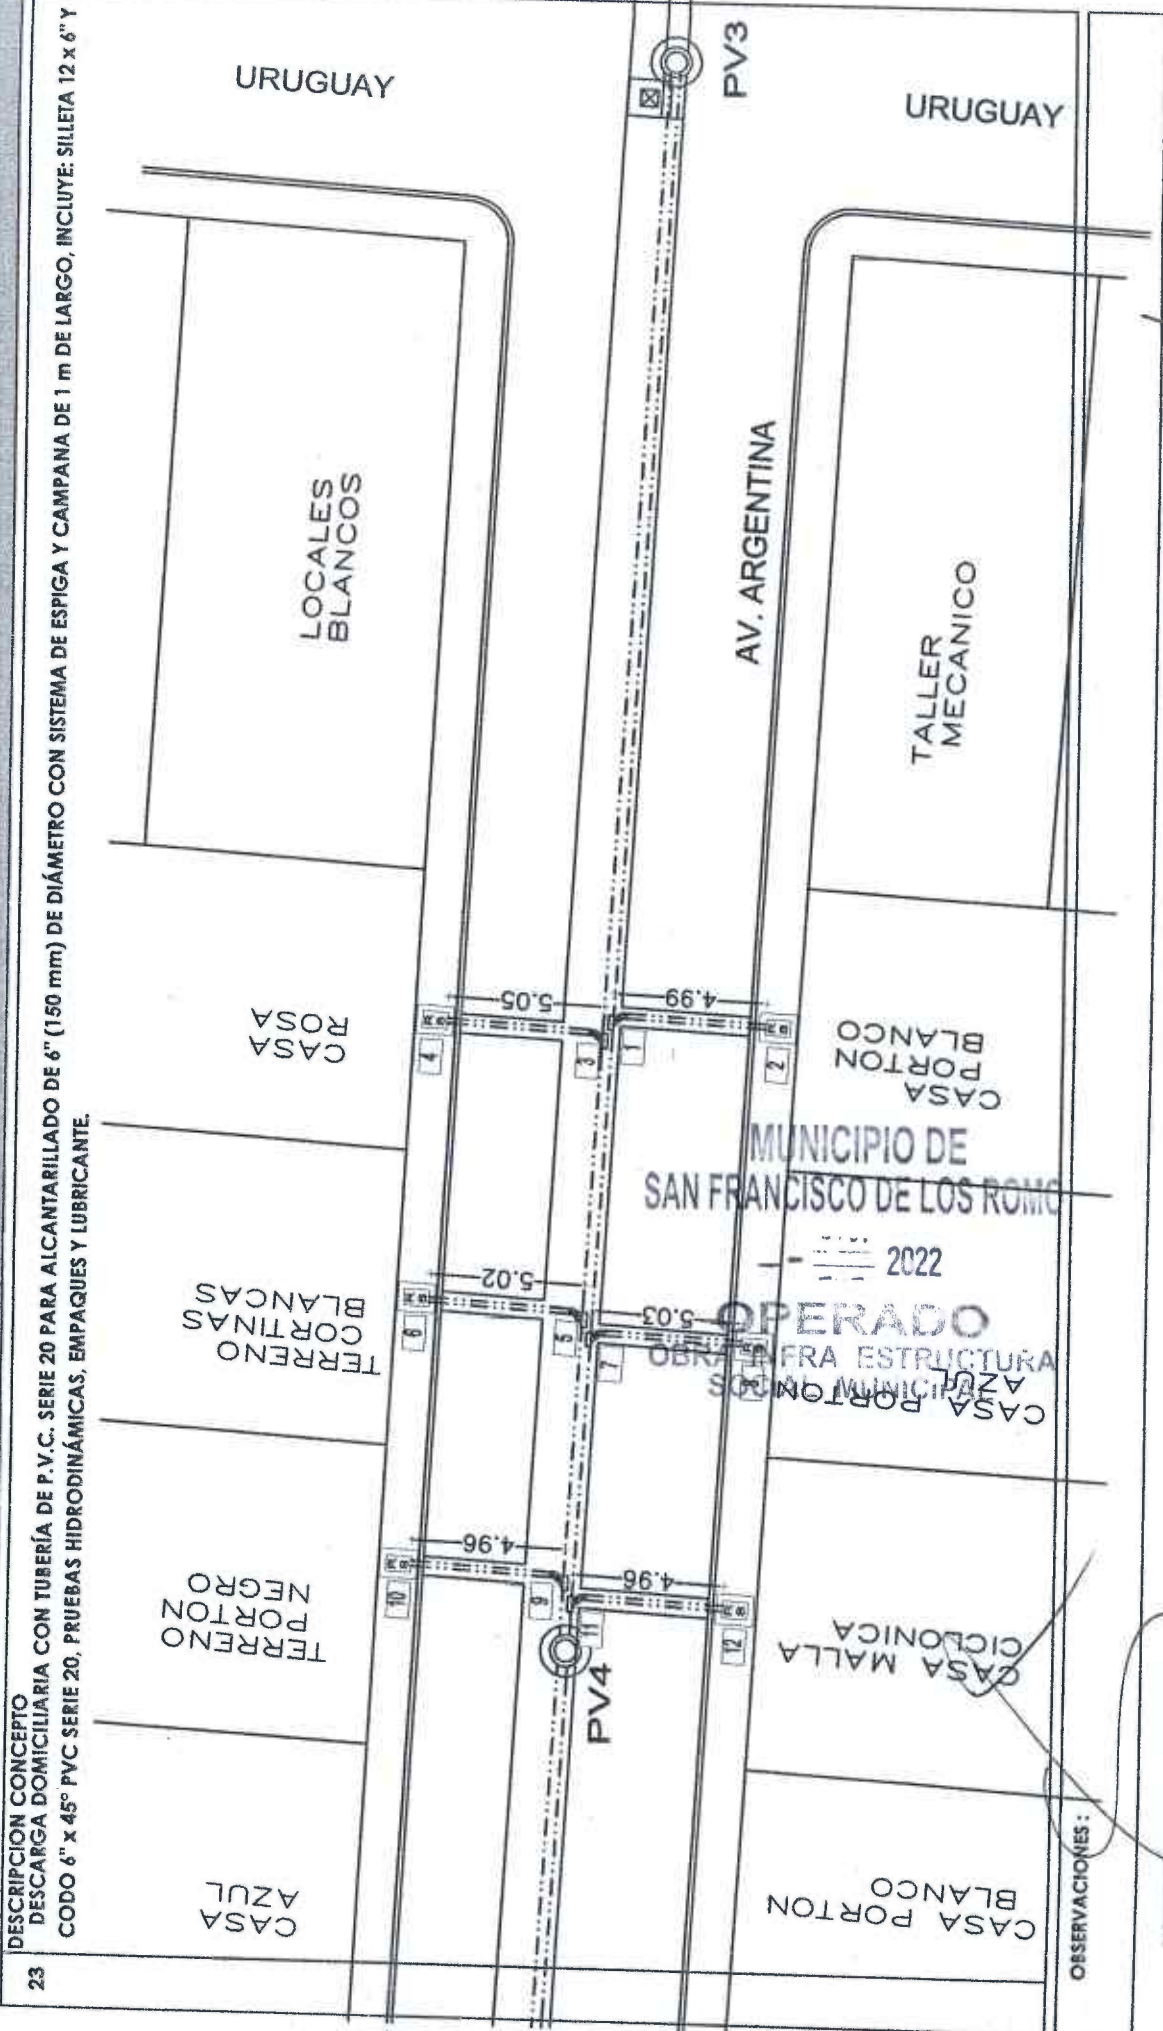 23
DESCRIPCION CONCEPTO
DESCARGA DOMICILIARIA CON TUBERÍA DE P.V.C. SERIE 20 PARA ALCANTARILLADO DE 6" (150 mm) DE DIÁMETRO CON SISTEMA DE ESPIGA Y CAMPANA DE 1 m DE LARGO, INCLUYE: SILLETA 12 x 6" Y
CODO 6" x 45° PVC SERIE 20, PRUEBAS HIDRODINÁMICAS, EMPAQUES Y LUBRICANTE.
CASA
AZUL
TERRENO
PORTON
NEGRO
TERRENO
CORTINAS
BLANCAS
CASA
ROSA
LOCALES
BLANCOS
URUGUAY
10
6
4
4.96
5.02
5.05
9
5
3
PV4
11
7
1
PV3
4.96
5.03
4.99
12
2
AV. ARGENTINA
CASA PORTON
BLANCO
CASA MALLA
CICLONICA
CASA PORTON
AZUL
CASA
PORTON
BLANCO
TALLER
MECANICO
URUGUAY
MUNICIPIO DE
SAN FRANCISCO DE LOS ROMO
2022
OPERADO
OBRA INFRA ESTRUCTURA
SOCIAL MUNICIPAL
OBSERVACIONES :